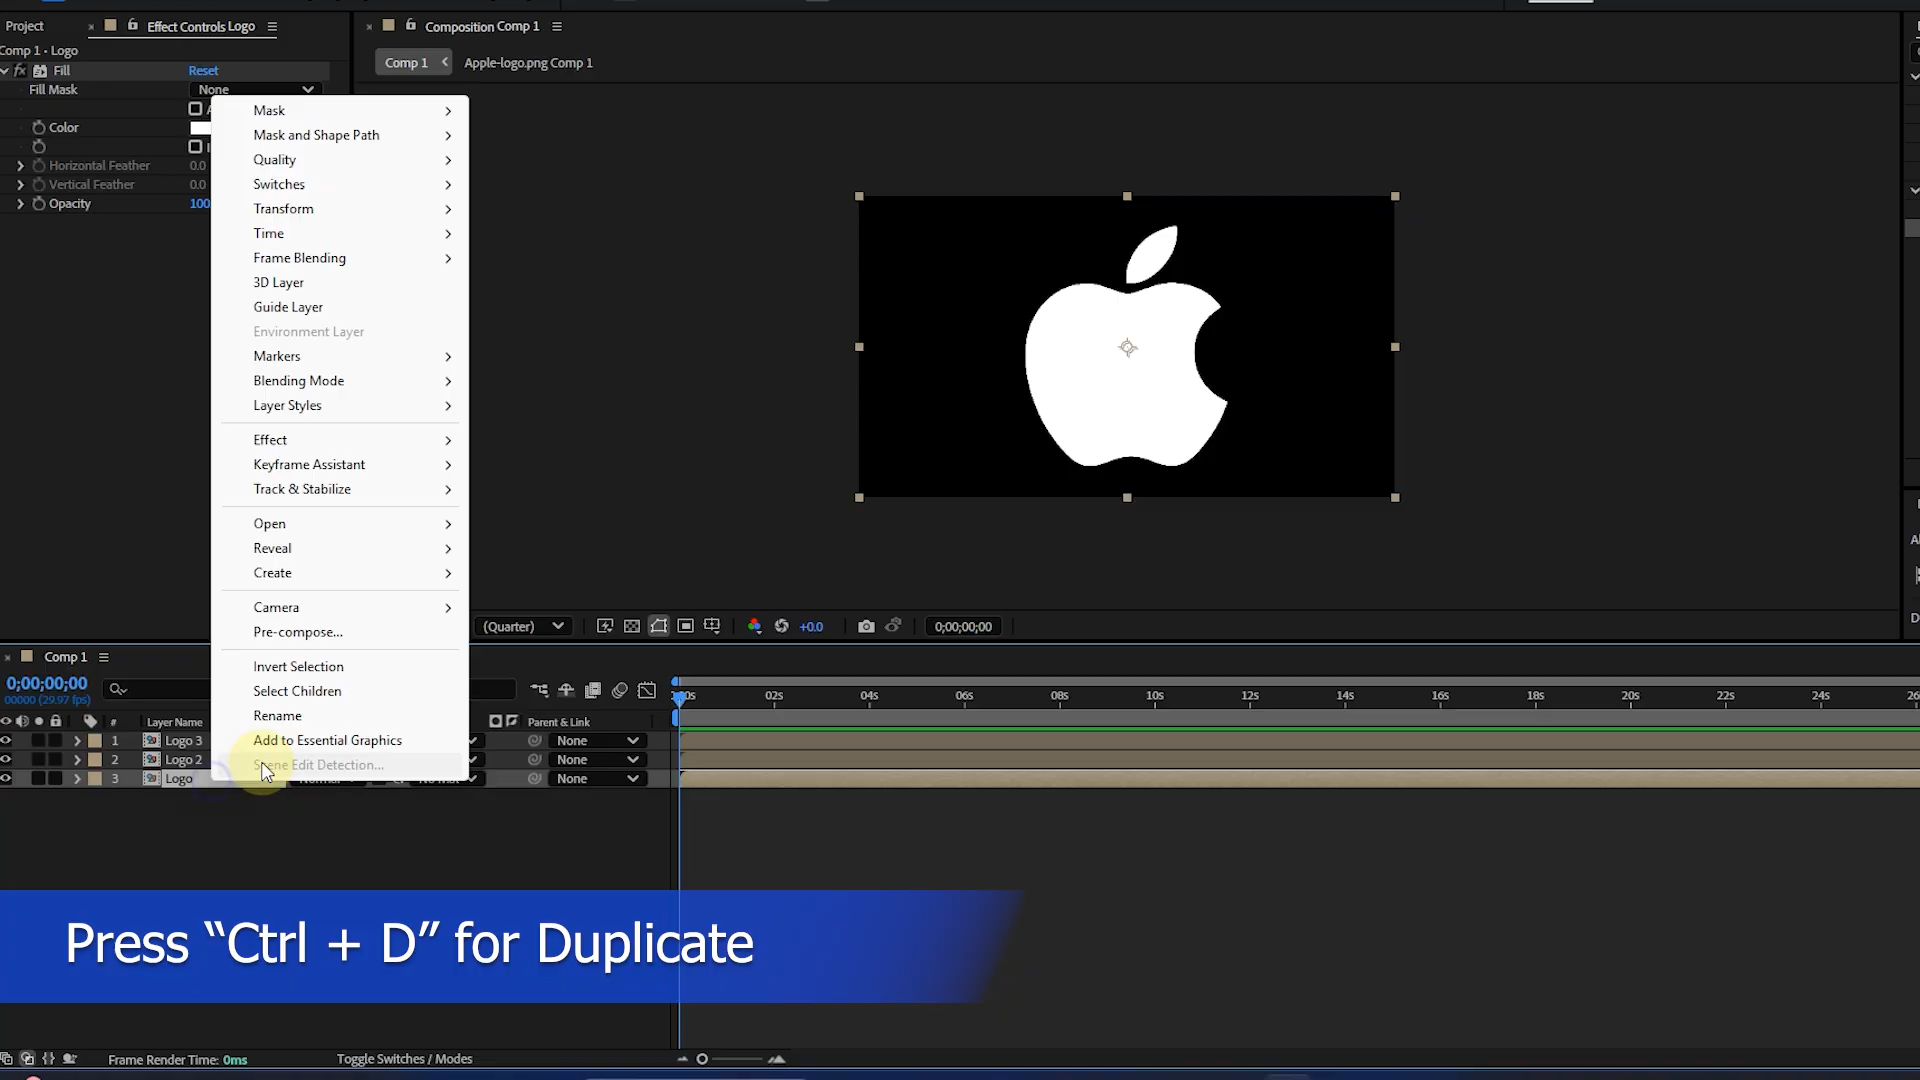 Project
Effect Controls Logo
Composition Comp 1
Comp 1 • Logo
Comp 1
Apple-logo.png Comp 1
fx Fill
Reset
Fill Mask
None
Color
Horizontal Feather
0.0
Vertical Feather
0.0
Opacity
100
Mask
Mask and Shape Path
Quality
Switches
Transform
Time
Frame Blending
3D Layer
Guide Layer
Environment Layer
Markers
Blending Mode
Layer Styles
Effect
Keyframe Assistant
Track & Stabilize
Open
Reveal
Create
Camera
Pre-compose...
Invert Selection
Select Children
Rename
Add to Essential Graphics
Scene Edit Detection...
(Quarter)
+0.0
0;00;00;00
Comp 1
0;00;00;00
00000 (29.97 fps)
02s 04s 06s 08s 10s 12s 14s 16s 18s 20s 22s 24s
# Layer Name
Parent & Link
1 Logo 3
None
2 Logo 2
None
3 Logo
None
Press “Ctrl + D” for Duplicate
Frame Render Time: 0ms
Toggle Switches / Modes